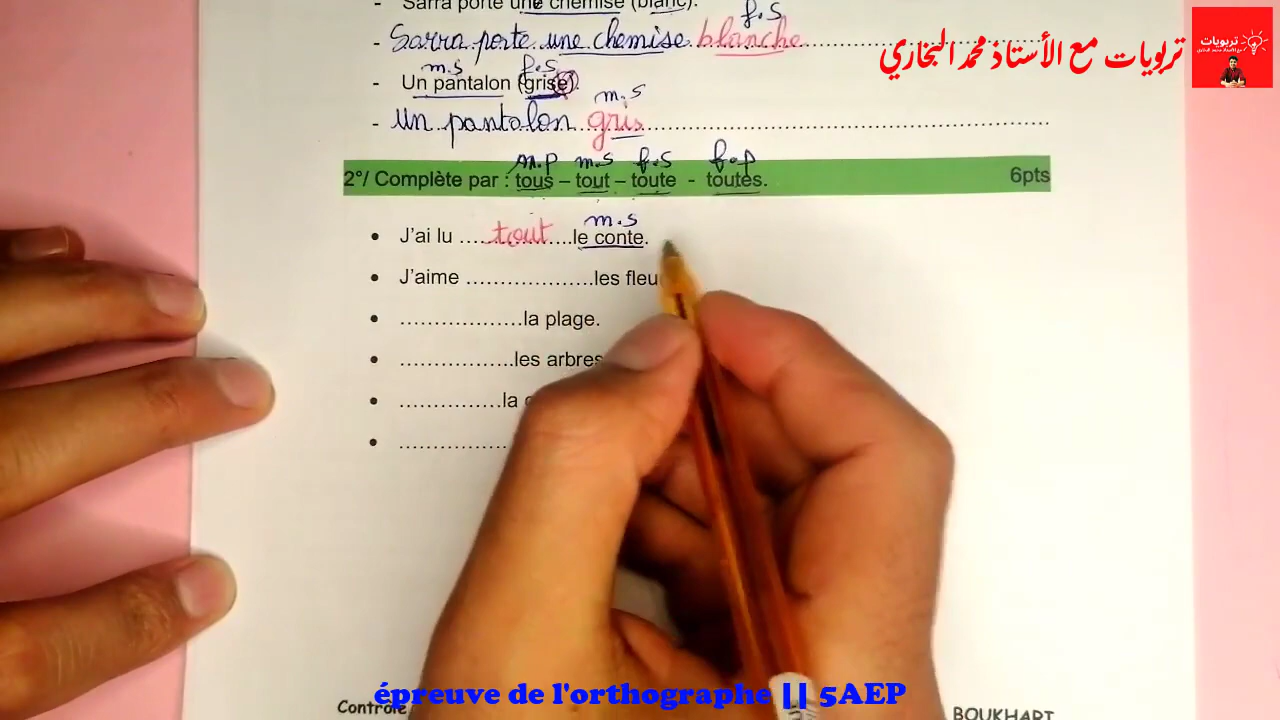 - Sarra porte une chemise (blanc).
f.s
- Sarra porte une chemise blanche
تربويات مع الأستاذ محمد البخاري
تربويات
m.s f.s
- Un pantalon (grise).
m.s
- Un pantalon gris
m.p m.s f.s f.p
2°/ Complète par : tous – tout – toute - toutes. 6pts
m.s
• J'ai lu ....tout....le conte.
• J'aime ....................les fleu
• ....................la plage.
• ..................les arbres
• ................la
• .................
épreuve de l'orthographe || 5AEP
Contrôle BOUKHART